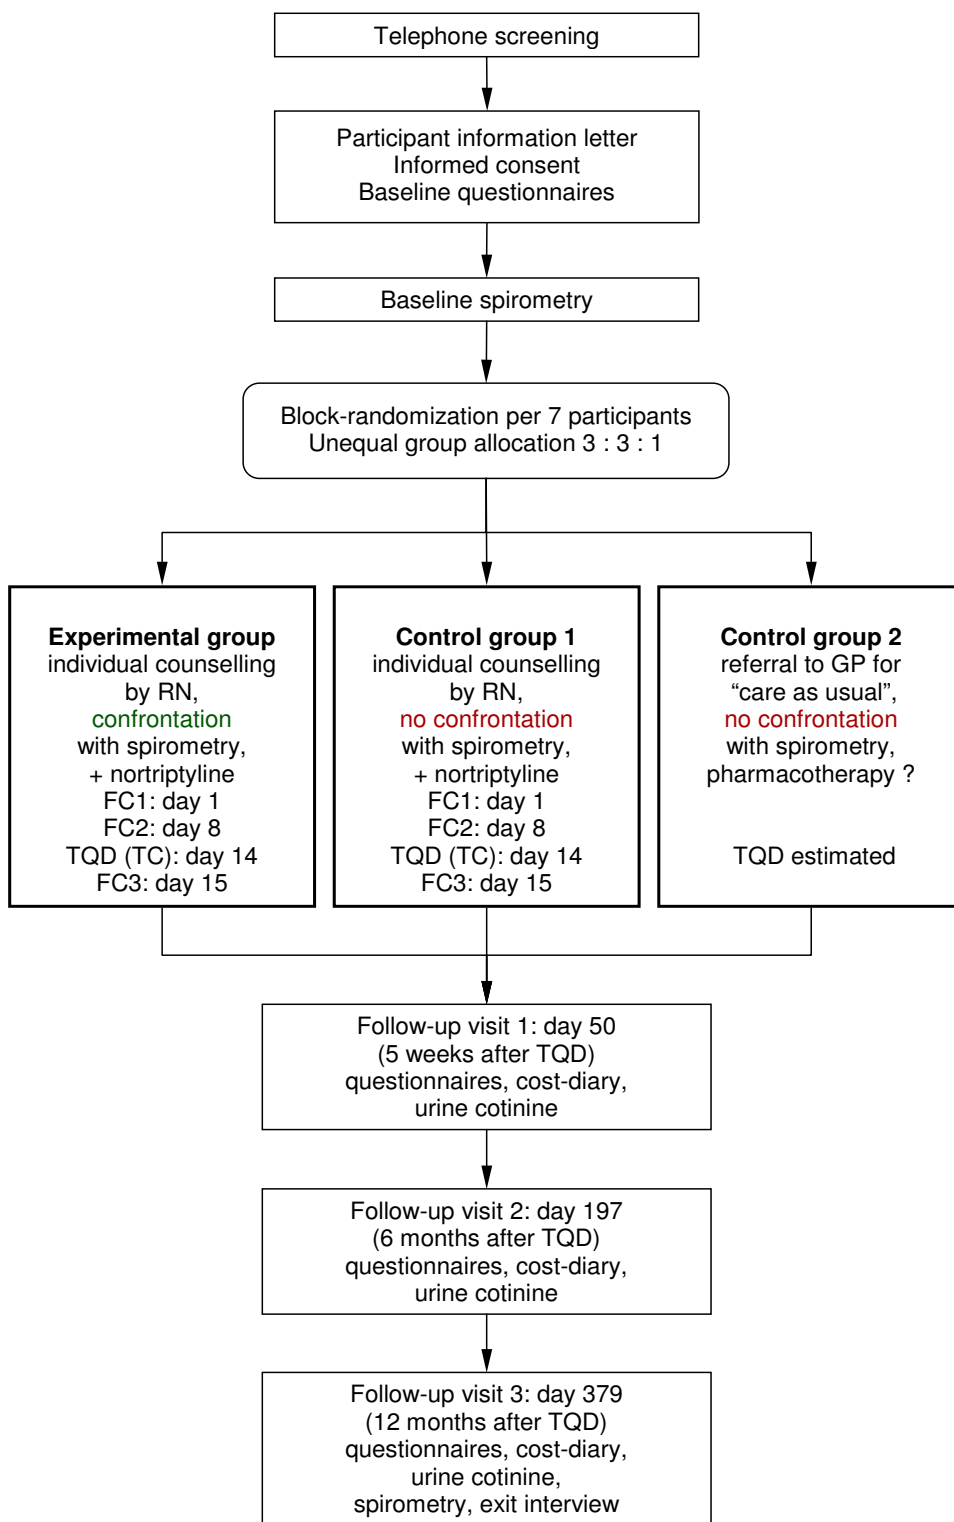 Telephone screening
Participant information letter
Informed consent
Baseline questionnaires
Baseline spirometry
Block-randomization per 7 participants
Unequal group allocation 3 : 3 : 1
Experimental group
individual counselling
by RN,
confrontation
with spirometry,
+ nortriptyline
FC1: day 1
FC2: day 8
TQD (TC): day 14
FC3: day 15
Control group 1
individual counselling
by RN,
no confrontation
with spirometry,
+ nortriptyline
FC1: day 1
FC2: day 8
TQD (TC): day 14
FC3: day 15
Control group 2
referral to GP for
“care as usual”,
no confrontation
with spirometry,
pharmacotherapy ?
TQD estimated
Follow-up visit 1: day 50
(5 weeks after TQD)
questionnaires, cost-diary,
urine cotinine
Follow-up visit 2: day 197
(6 months after TQD)
questionnaires, cost-diary,
urine cotinine
Follow-up visit 3: day 379
(12 months after TQD)
questionnaires, cost-diary,
urine cotinine,
spirometry, exit interview